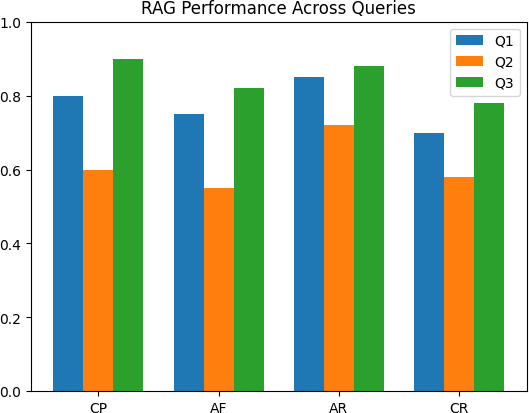 RAG Performance Across Queries
1.0
0.8
0.6
0.4
0.2
0.0
Q1
Q2
Q3
CP AF AR CR